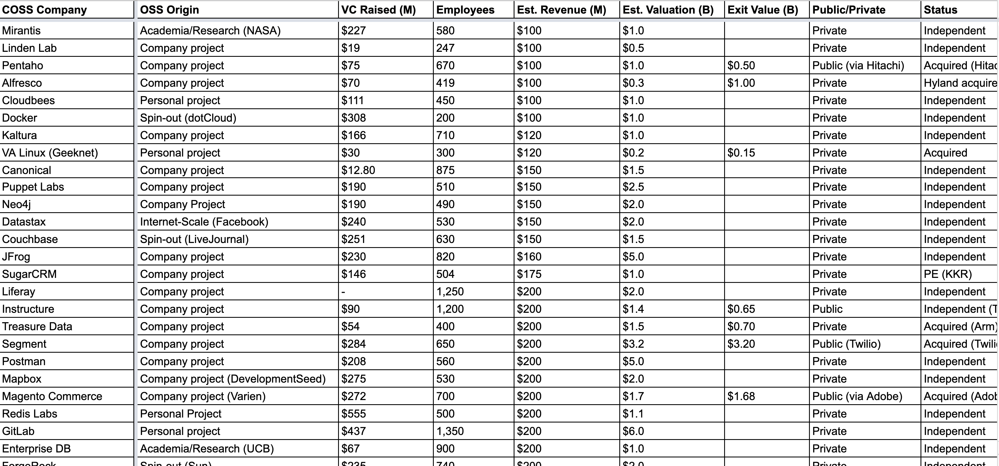 COSS Company OSS Origin VC Raised (M) Employees Est. Revenue (M) Est. Valuation (B) Exit Value (B) Public/Private Status
Mirantis Academia/Research (NASA) $227 580 $100 $1.0 Private Independent
Linden Lab Company project $19 247 $100 $0.5 Private Independent
Pentaho Company project $75 670 $100 $1.0 $0.50 Public (via Hitachi) Acquired (Hitac
Alfresco Company project $70 419 $100 $0.3 $1.00 Private Hyland acquire
Cloudbees Personal project $111 450 $100 $1.0 Private Independent
Docker Spin-out (dotCloud) $308 200 $100 $1.0 Private Independent
Kaltura Company project $166 710 $120 $1.0 Private Independent
VA Linux (Geeknet) Personal project $30 300 $120 $0.2 $0.15 Private Acquired
Canonical Company project $12.80 875 $150 $1.5 Private Independent
Puppet Labs Company project $190 510 $150 $2.5 Private Independent
Neo4j Company Project $190 490 $150 $2.0 Private Independent
Datastax Internet-Scale (Facebook) $240 530 $150 $2.0 Private Independent
Couchbase Spin-out (LiveJournal) $251 630 $150 $1.5 Private Independent
JFrog Company project $230 820 $160 $5.0 Private Independent
SugarCRM Company project $146 504 $175 $1.0 Private PE (KKR)
Liferay Company project - 1,250 $200 $2.0 Private Independent
Instructure Company project $90 1,200 $200 $1.4 $0.65 Public Independent (T
Treasure Data Company project $54 400 $200 $1.5 $0.70 Private Acquired (Arm)
Segment Company project $284 650 $200 $3.2 $3.20 Public (Twilio) Acquired (Twili
Postman Company project $208 560 $200 $5.0 Private Independent
Mapbox Company project (DevelopmentSeed) $275 530 $200 $2.0 Private Independent
Magento Commerce Company project (Varien) $272 700 $200 $1.7 $1.68 Public (via Adobe) Acquired (Adob
Redis Labs Personal Project $555 500 $200 $1.1 Private Independent
GitLab Personal project $437 1,350 $200 $6.0 Private Independent
Enterprise DB Academia/Research (UCB) $67 900 $200 $1.0 Private Independent
ForgeRock Spin-out (Sun) $235 740 $200 $2.0 Private Independent